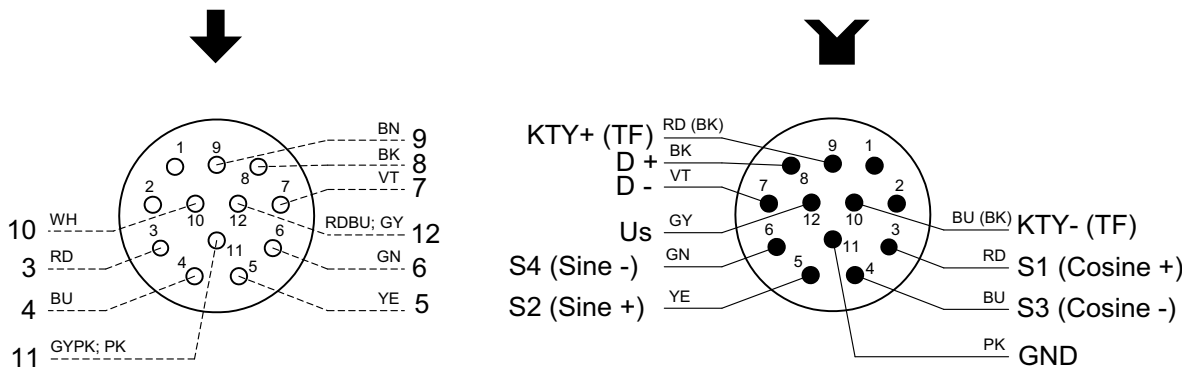 BN 9
BK 8
VT 7
RDBU; GY 12
GN 6
YE 5
WH 10
RD 3
BU 4
GYPK; PK 11
1 9 8
2 7
10 12
3 11 6
4 5
KTY+ (TF) RD (BK)
D + BK
D - VT
Us GY
S4 (Sine -) GN
S2 (Sine +) YE
9 1
8
7 2
12 10
6 11 3
5 4
BU (BK) KTY- (TF)
RD S1 (Cosine +)
BU S3 (Cosine -)
PK GND